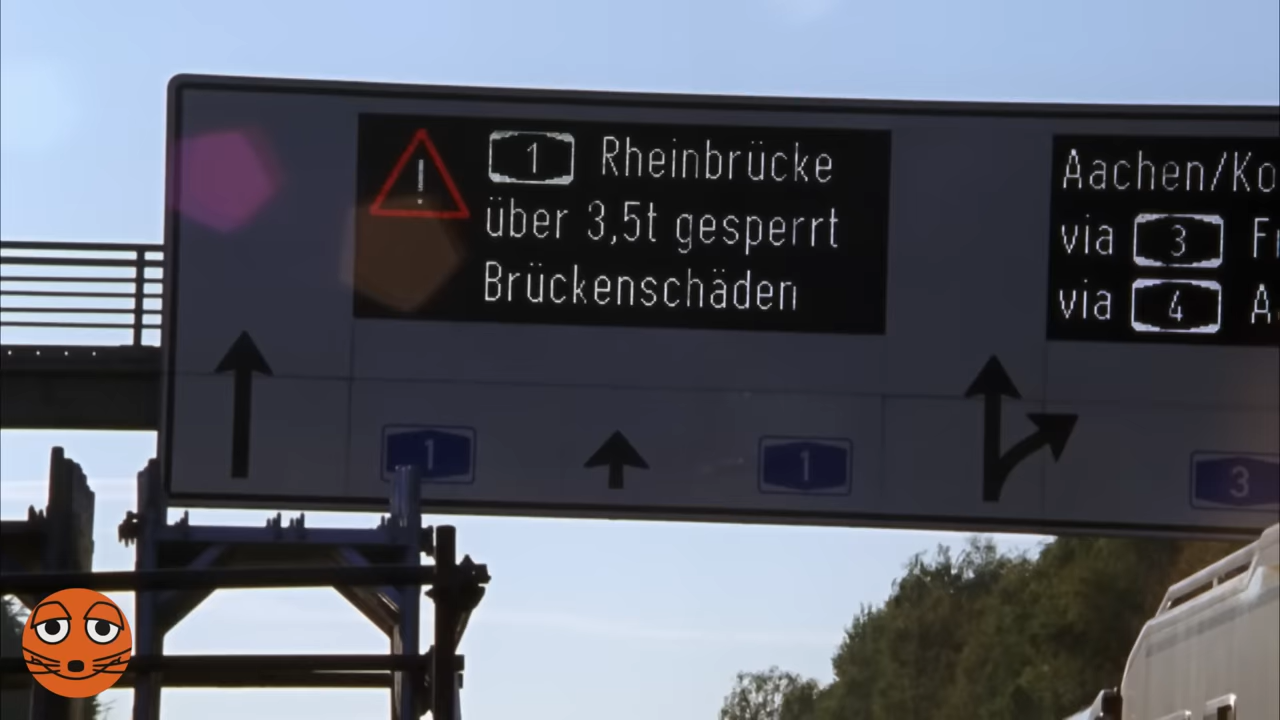 1 Rheinbrücke
über 3,5t gesperrt
Brückenschäden
Aachen/Ko
via 3 F
via 4 A
1
1
3